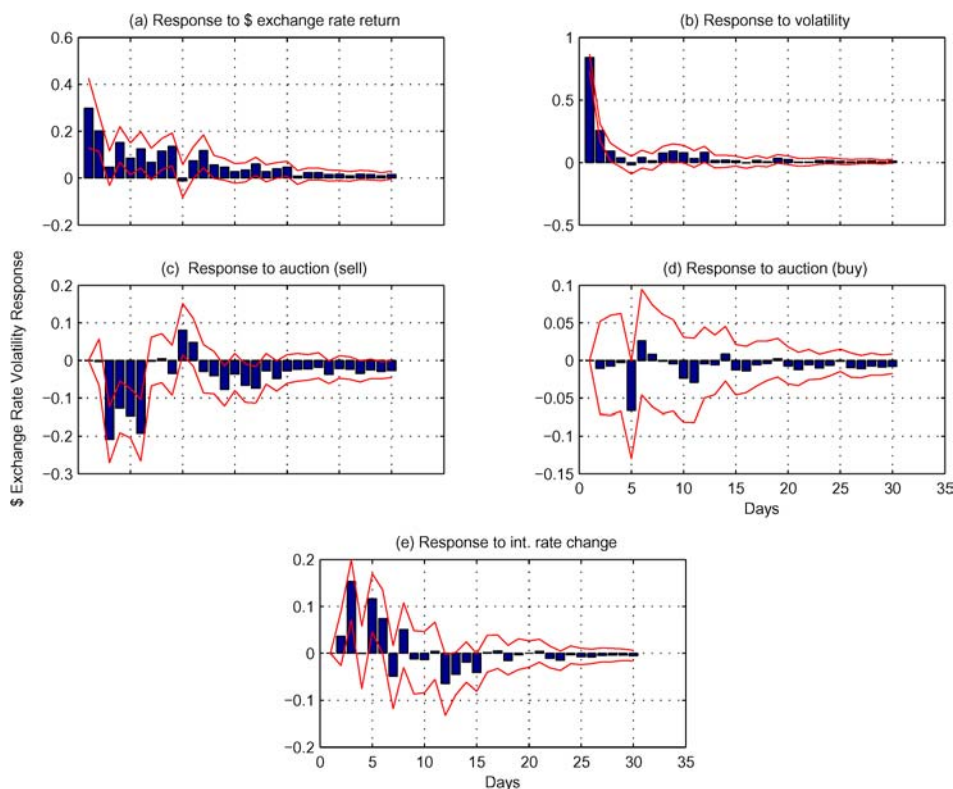 (a) Response to $ exchange rate return
0.6
0.4
0.2
0
−0.2
(b) Response to volatility
1
0.5
0
−0.5
$ Exchange Rate Volatility Response
(c) Response to auction (sell)
0.2
0.1
0
−0.1
−0.2
−0.3
(d) Response to auction (buy)
0.1
0.05
0
−0.05
−0.1
−0.15
0 5 10 15 20 25 30 35
Days
(e) Response to int. rate change
0.2
0.1
0
−0.1
−0.2
0 5 10 15 20 25 30 35
Days